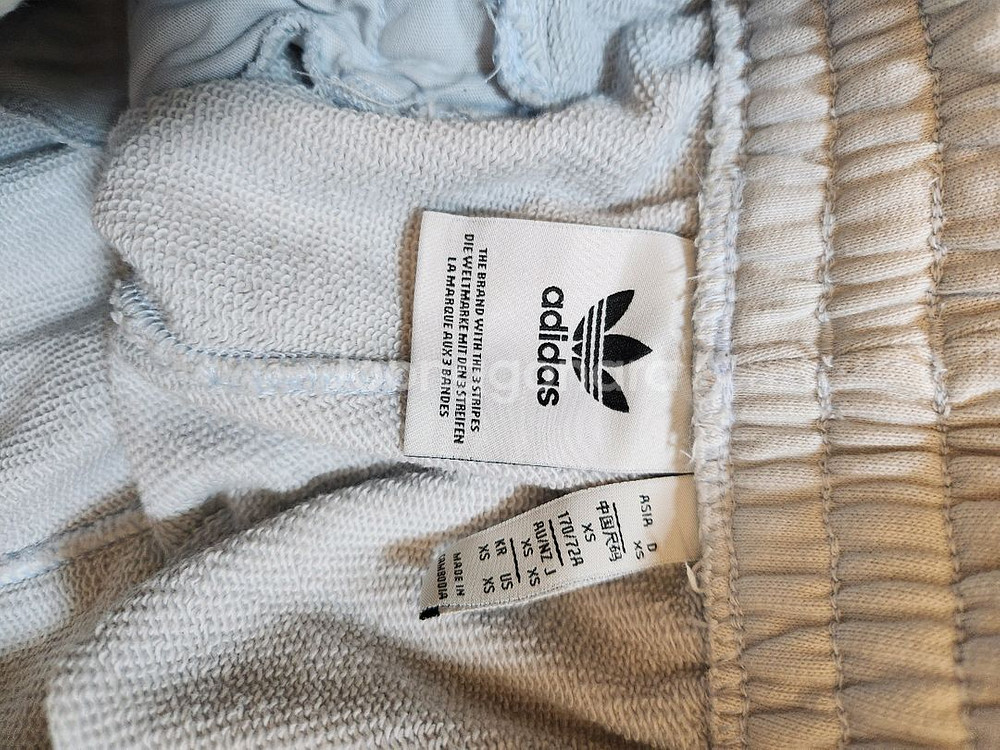 adidas
THE BRAND WITH THE 3 STRIPES
DIE WELTMARKE MIT DEN 3 STREIFEN
LA MARQUE AUX 3 BANDES
ASIA D
XS
中国尺码
XS
170/72A
AU/NZ J
XS XS
KR US
XS XS
MADE IN
CAMBODIA